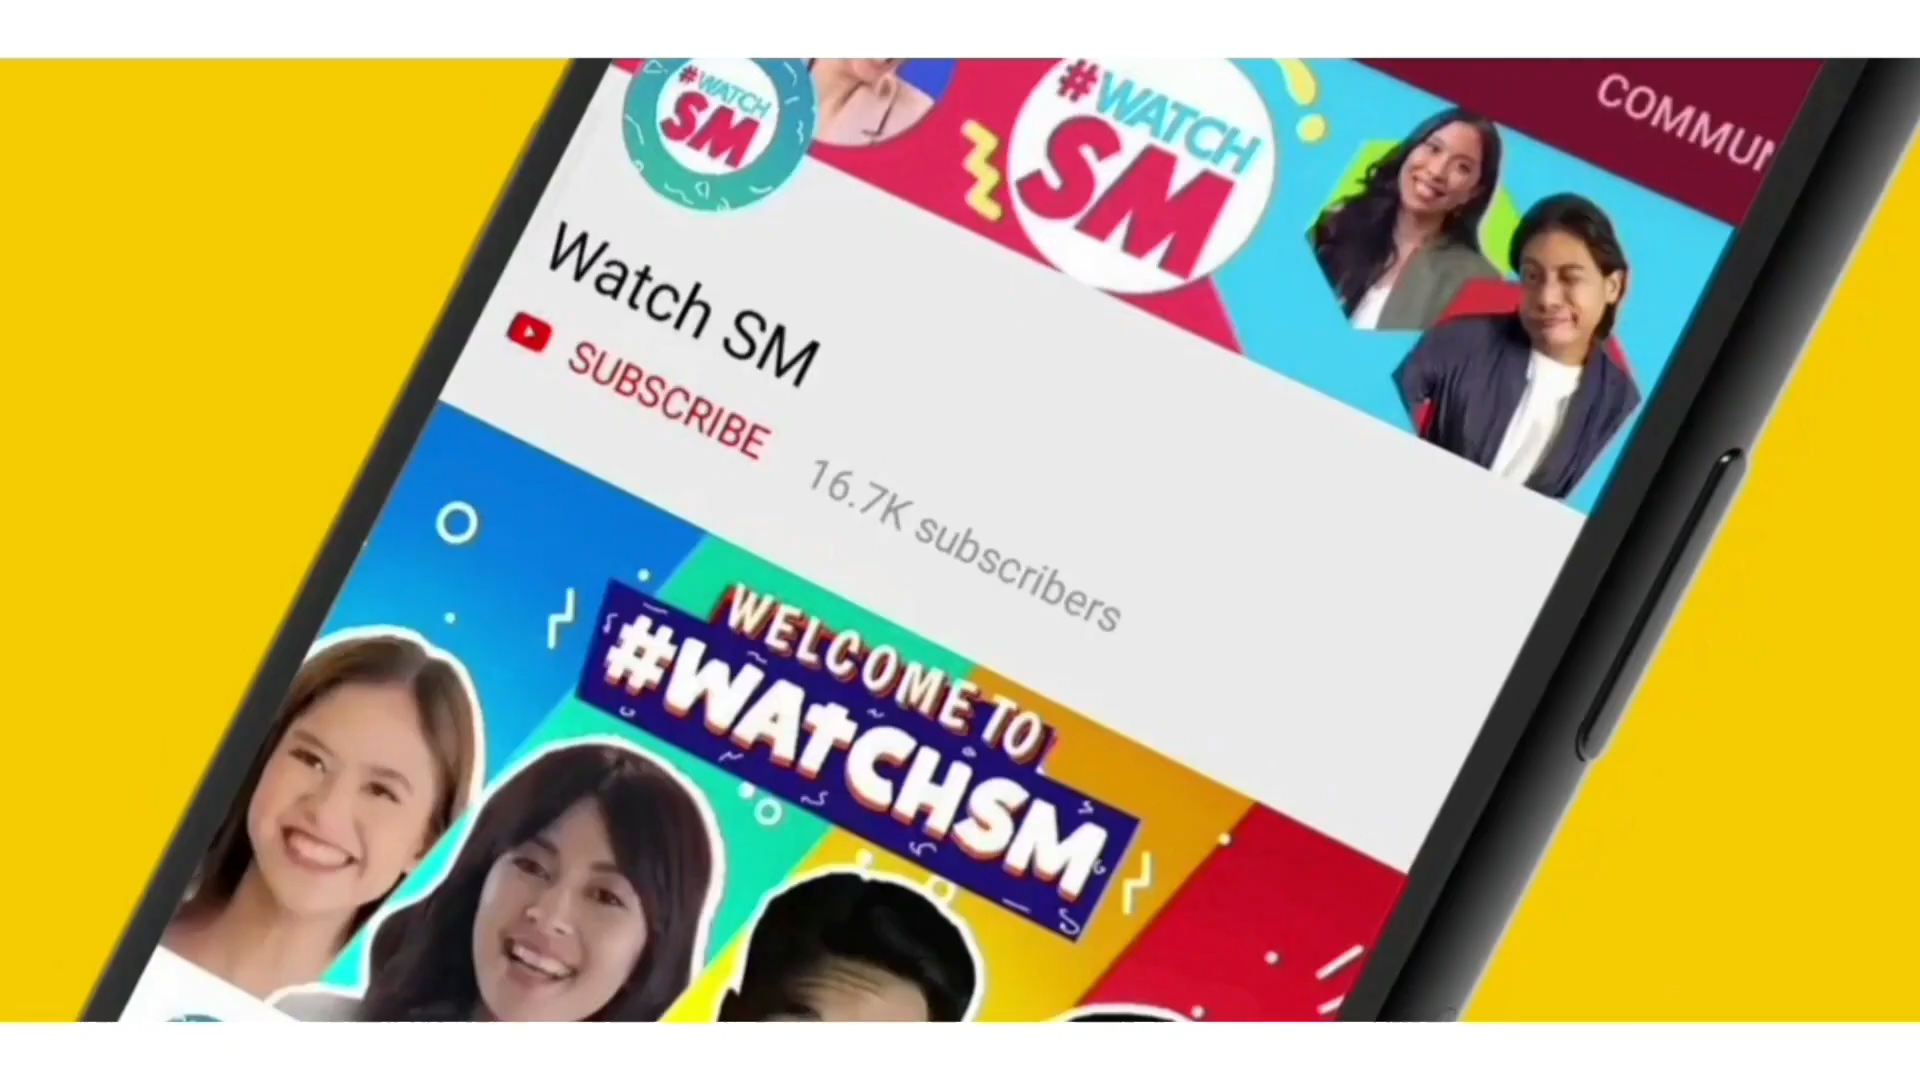 #WATCH
SM
#WATCH
SM
COMMUN
Watch SM
SUBSCRIBE
16.7K subscribers
WELCOME TO
#WAtCHSM